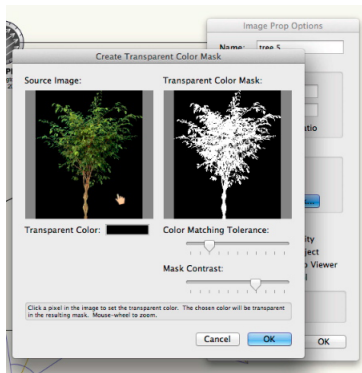 Image Prop Options
Name: tree 5
Create Transparent Color Mask
Source Image:
Transparent Color Mask:
Transparent Color:
Color Matching Tolerance:
Mask Contrast:
Click a pixel in the image to set the transparent color. The chosen color will be transparent
in the resulting mask. Mouse-wheel to zoom.
Cancel
OK
OK
atio
ity
ject
Viewer